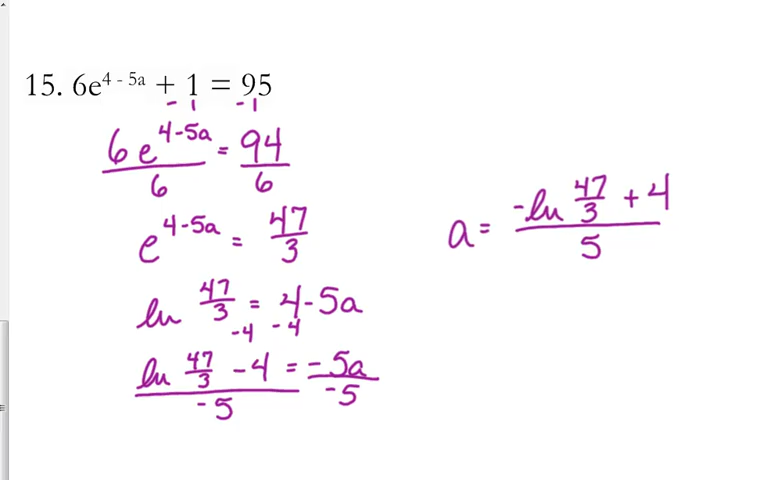 15. 6e^(4 - 5a) + 1 = 95
- 1 -1
6e^(4-5a)/6 = 94/6
e^(4-5a) = 47/3
ln 47/3 = 4-5a
-4 -4
(ln 47/3 - 4)/-5 = -5a/-5
a = (-ln 47/3 + 4)/5